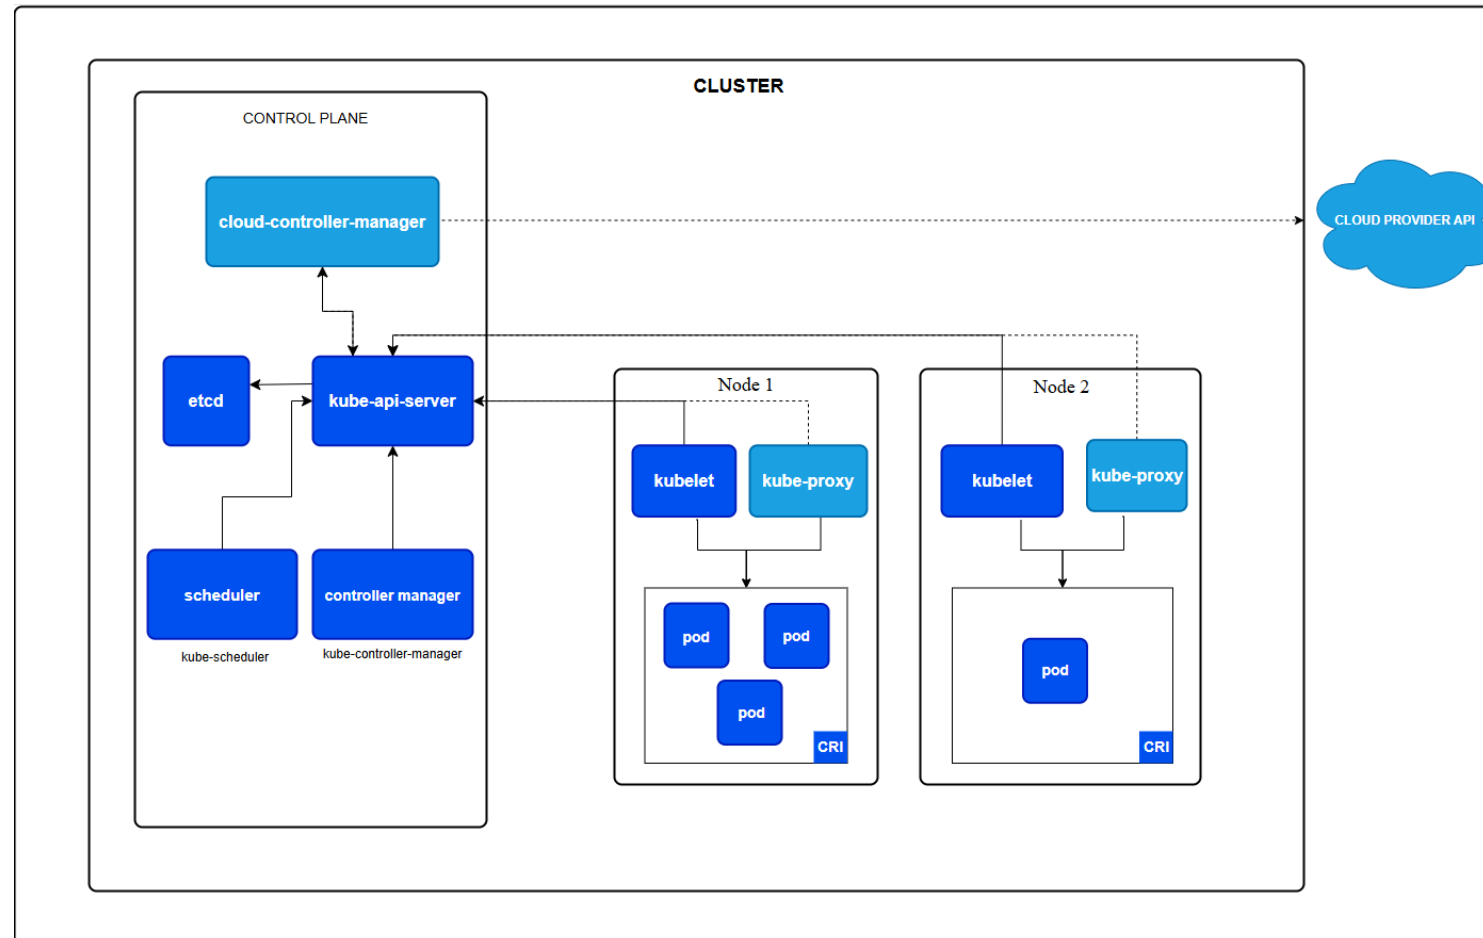 CLUSTER
CONTROL PLANE
cloud-controller-manager
CLOUD PROVIDER API
etcd
kube-api-server
Node 1
Node 2
kubelet
kube-proxy
kubelet
kube-proxy
scheduler
controller manager
kube-scheduler
kube-controller-manager
pod
pod
pod
CRI
pod
CRI